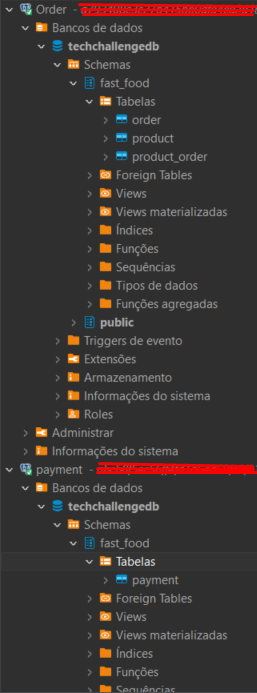 Order -
Bancos de dados
techchallengedb
Schemas
fast_food
Tabelas
order
product
product_order
Foreign Tables
Views
Views materializadas
Índices
Funções
Sequências
Tipos de dados
Funções agregadas
public
Triggers de evento
Extensões
Armazenamento
Informações do sistema
Roles
Administrar
Informações do sistema
payment -
Bancos de dados
techchallengedb
Schemas
fast_food
Tabelas
payment
Foreign Tables
Views
Views materializadas
Índices
Funções
Sequências